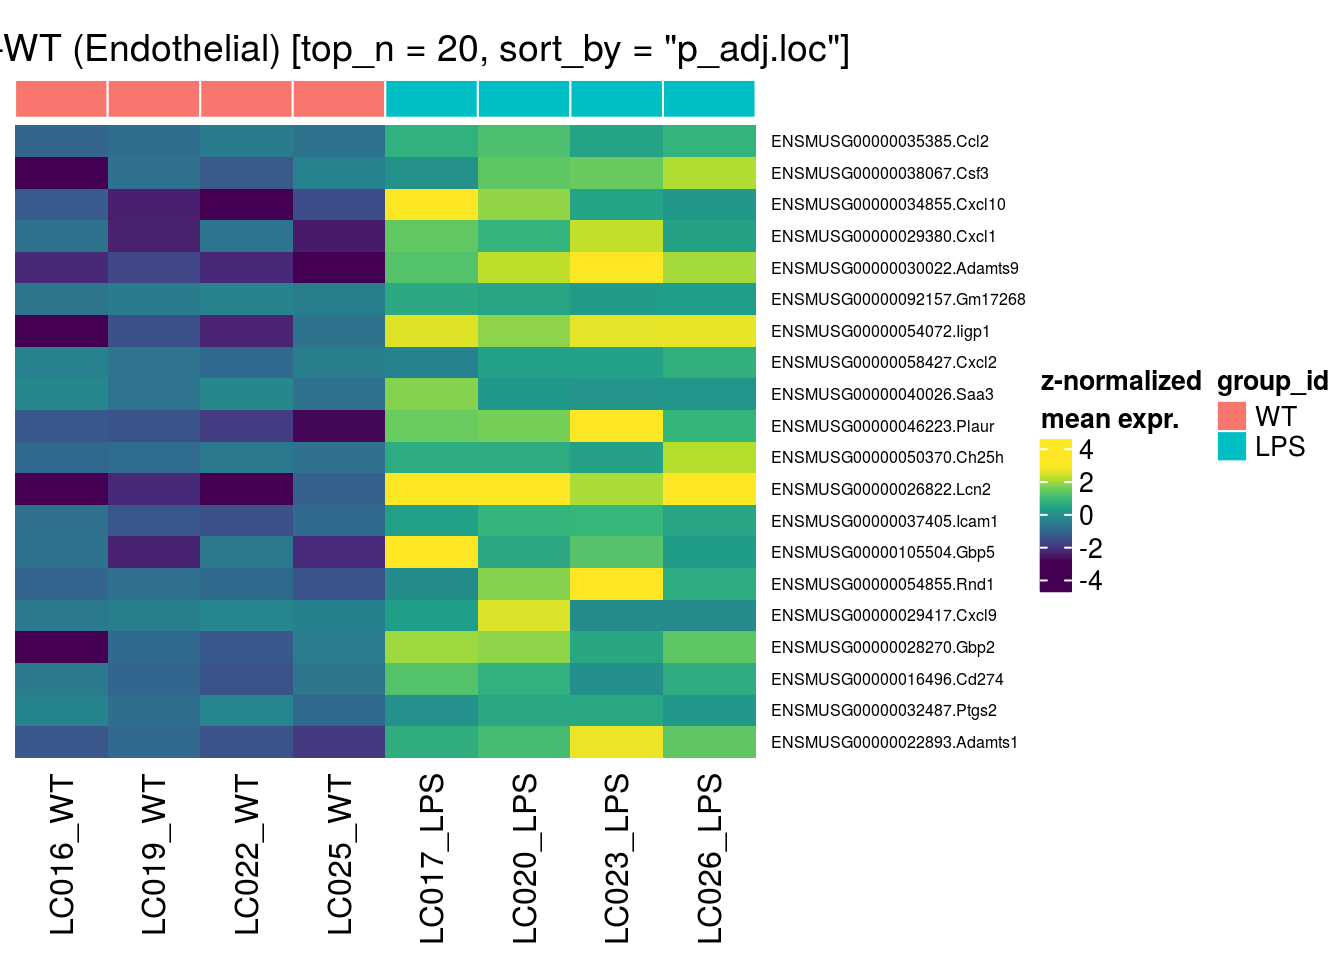 -WT (Endothelial) [top_n = 20, sort_by = "p_adj.loc"]
ENSMUSG00000035385.Ccl2
ENSMUSG00000038067.Csf3
ENSMUSG00000034855.Cxcl10
ENSMUSG00000029380.Cxcl1
ENSMUSG00000030022.Adamts9
ENSMUSG00000092157.Gm17268
ENSMUSG00000054072.Iigp1
ENSMUSG00000058427.Cxcl2
ENSMUSG00000040026.Saa3
ENSMUSG00000046223.Plaur
ENSMUSG00000050370.Ch25h
ENSMUSG00000026822.Lcn2
ENSMUSG00000037405.Icam1
ENSMUSG00000105504.Gbp5
ENSMUSG00000054855.Rnd1
ENSMUSG00000029417.Cxcl9
ENSMUSG00000028270.Gbp2
ENSMUSG00000016496.Cd274
ENSMUSG00000032487.Ptgs2
ENSMUSG00000022893.Adamts1
LC016_WT
LC019_WT
LC022_WT
LC025_WT
LC017_LPS
LC020_LPS
LC023_LPS
LC026_LPS
z-normalized
mean expr.
4
2
0
-2
-4
group_id
WT
LPS